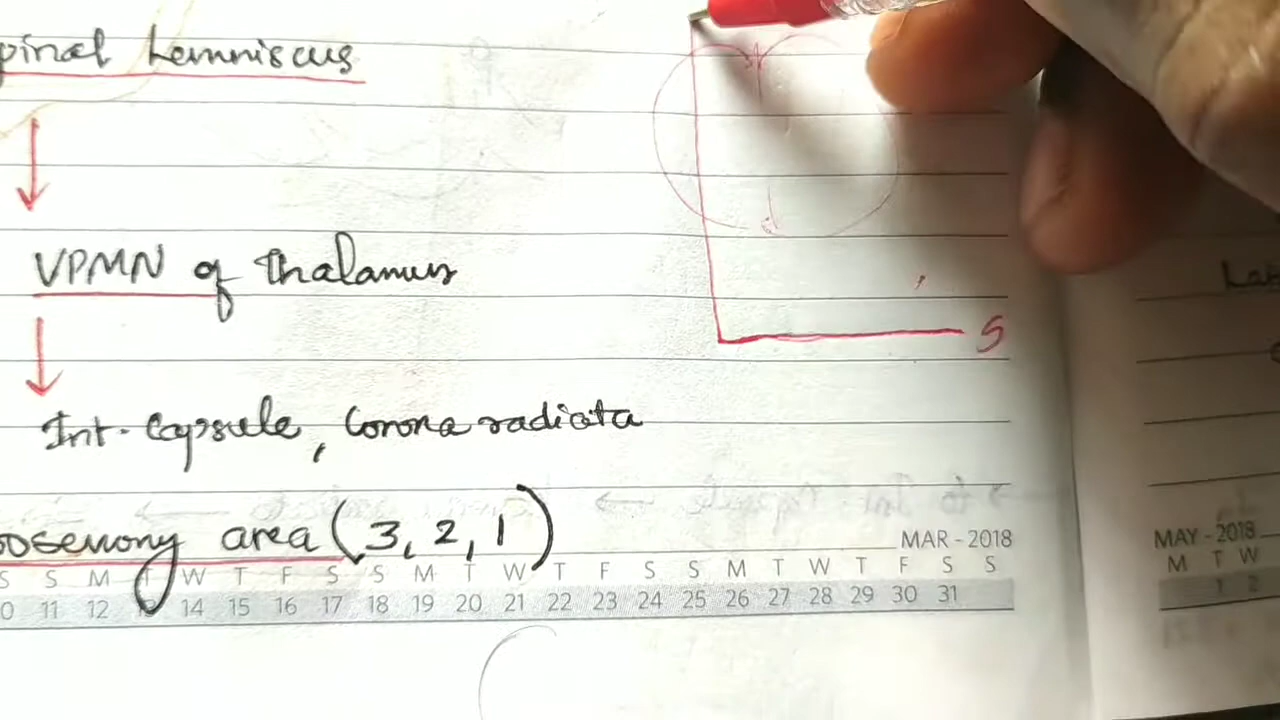 pinal Lemniscus
VPMN of thalamus
Int. Capsule, Corona radiata
area (3, 2, 1)
S
MAR - 2018
S S M T W T F S S M T W T F S S M T W T F S S
0 11 12 13 14 15 16 17 18 19 20 21 22 23 24 25 26 27 28 29 30 31
MAY - 2018
M T W
1 2